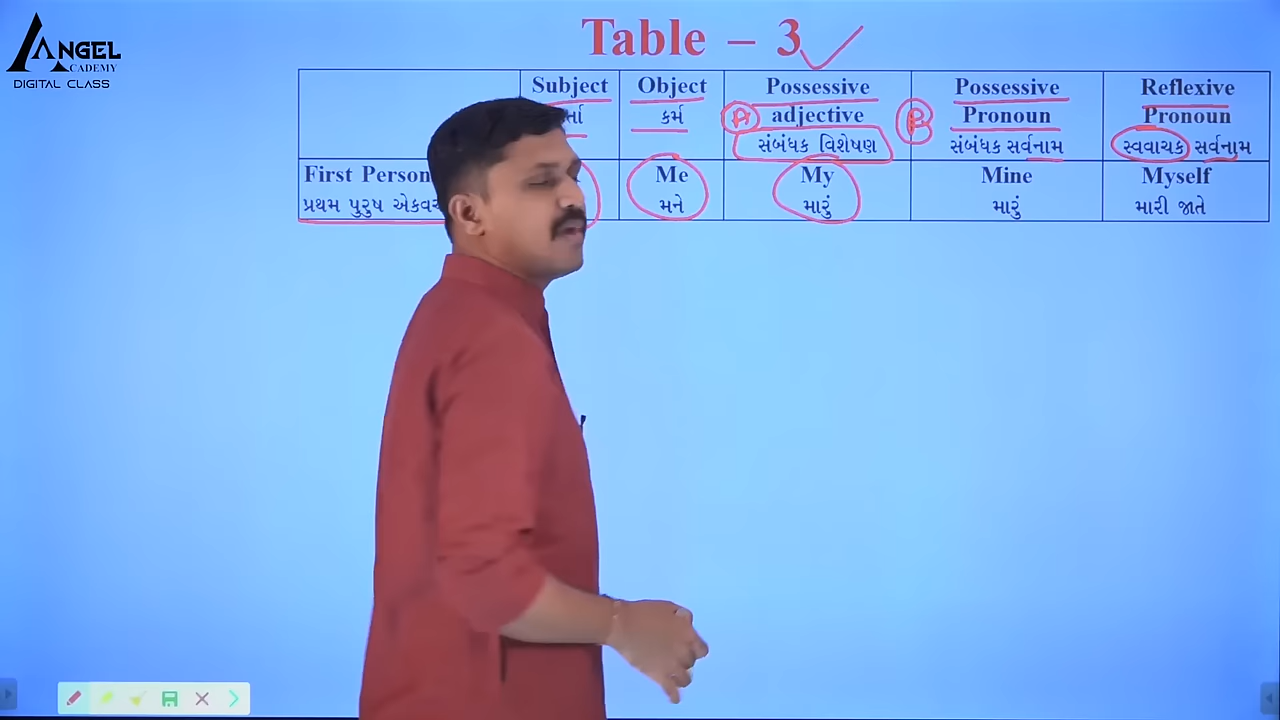 ANGEL
ACADEMY
DIGITAL CLASS
Table – 3
Subject
Object
કર્મ
Possessive
adjective
સંબંધક વિશેષણ
A
Possessive
Pronoun
સંબંધક સર્વનામ
B
Reflexive
Pronoun
સ્વવાચક સર્વનામ
First Person
પ્રથમ પુરુષ
Me
મને
My
મારું
Mine
મારું
Myself
મારી જાતે